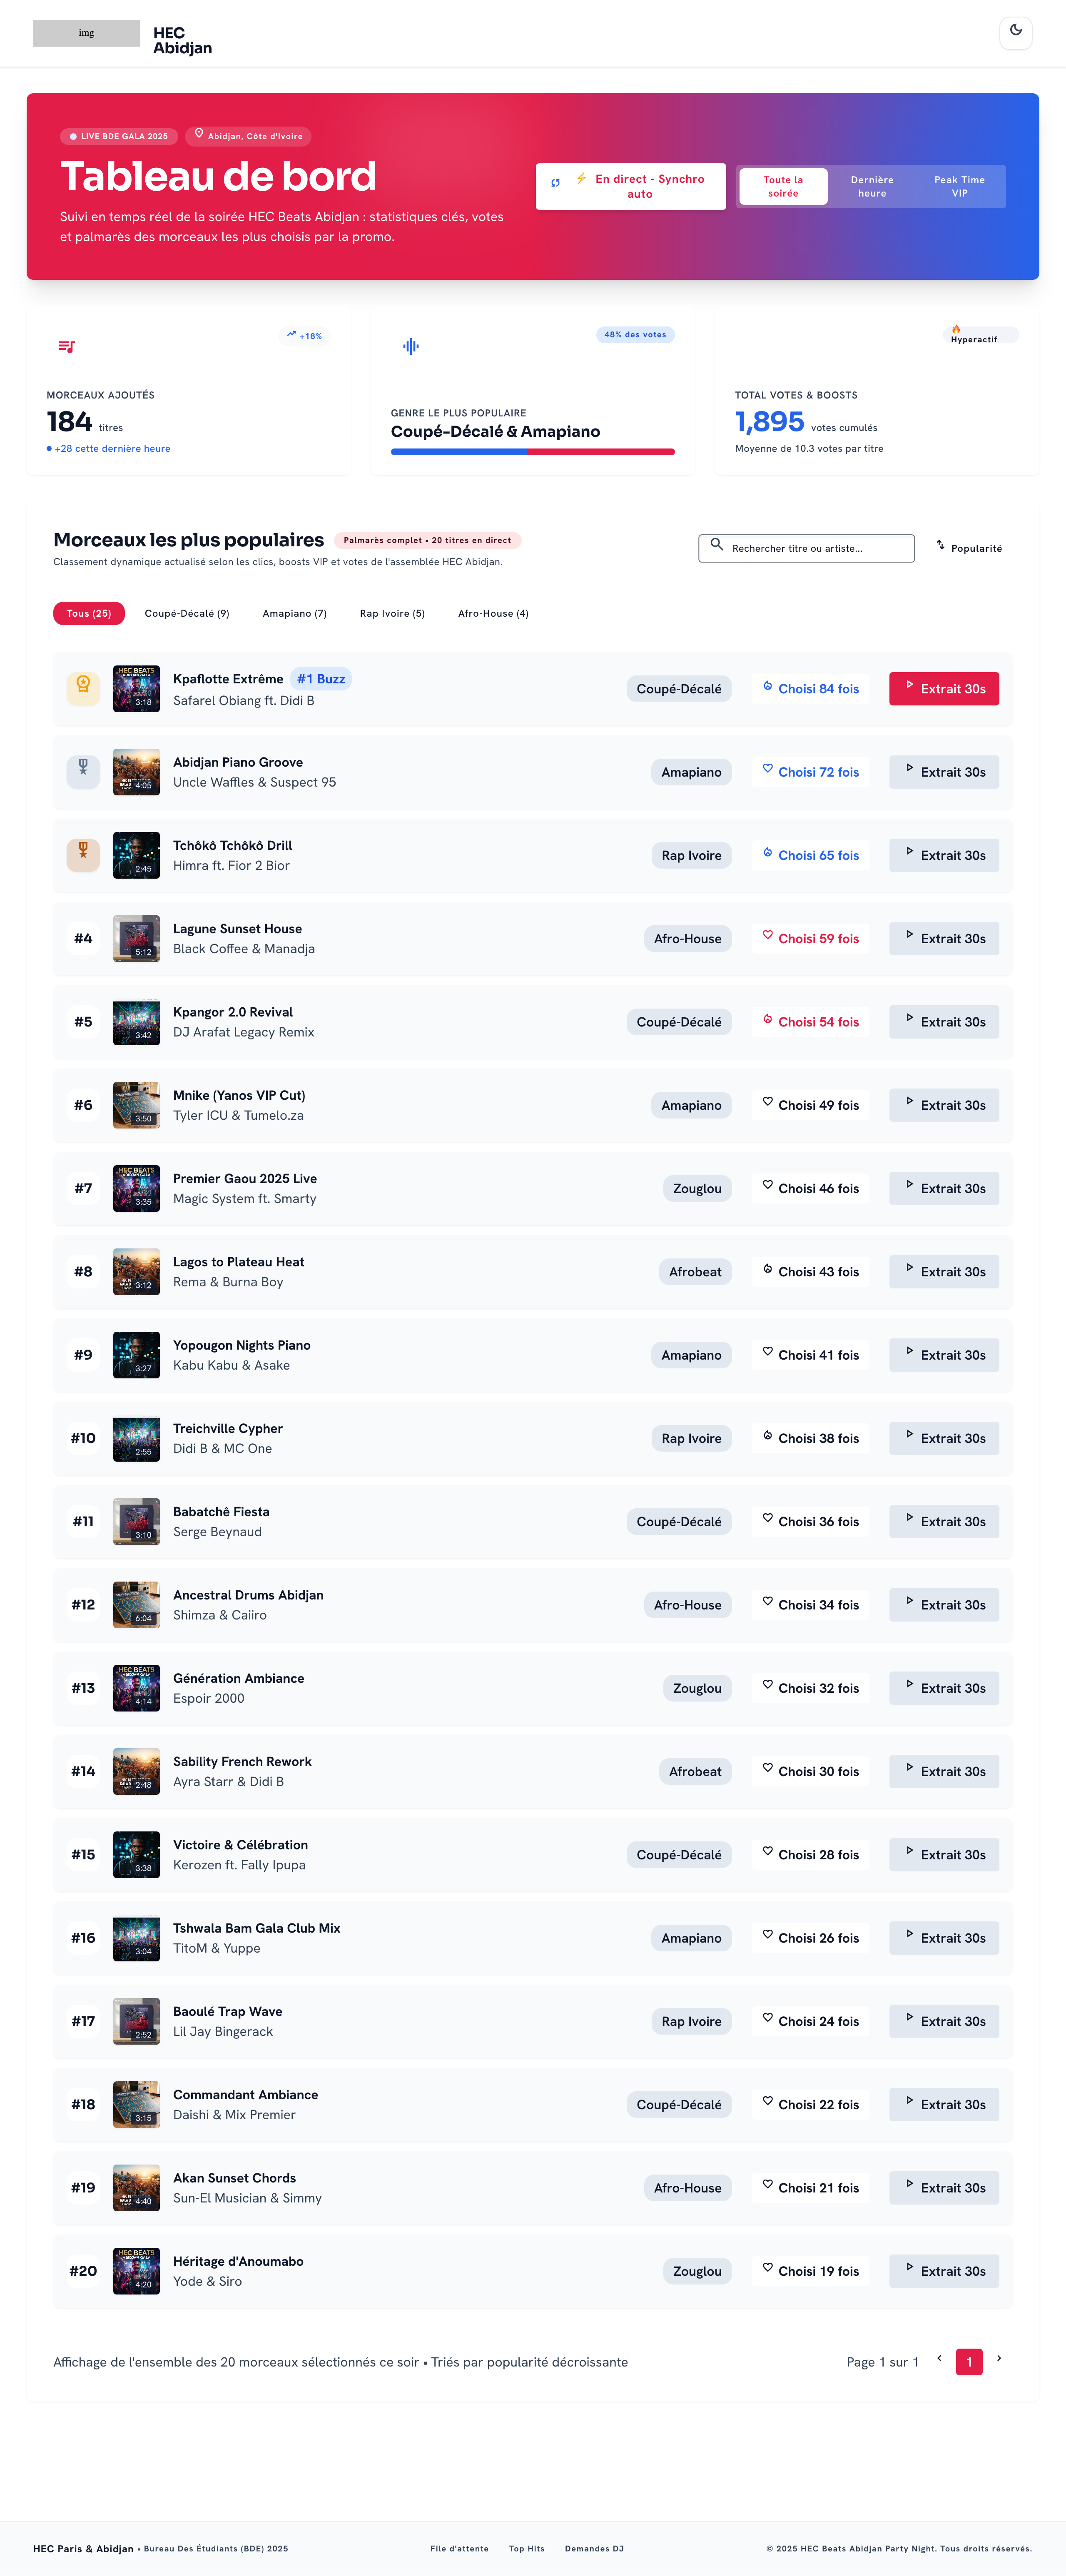 img
HEC
Abidjan
LIVE BDE GALA 2025
Abidjan, Côte d'Ivoire
Tableau de bord
Suivi en temps réel de la soirée HEC Beats Abidjan : statistiques clés, votes
et palmarès des morceaux les plus choisis par la promo.
⚡ En direct - Synchro
auto
Toute la
soirée
Dernière
heure
Peak Time
VIP
+18%
MORCEAUX AJOUTÉS
184 titres
+28 cette dernière heure
48% des votes
GENRE LE PLUS POPULAIRE
Coupé-Décalé & Amapiano
🔥
Hyperactif
TOTAL VOTES & BOOSTS
1,895 votes cumulés
Moyenne de 10.3 votes par titre
Morceaux les plus populaires
Palmarès complet • 20 titres en direct
Classement dynamique actualisé selon les clics, boosts VIP et votes de l'assemblée HEC Abidjan.
Rechercher titre ou artiste...
Popularité
Tous (25)
Coupé-Décalé (9)
Amapiano (7)
Rap Ivoire (5)
Afro-House (4)
HEC BEATS
3:18
Kpaflotte Extrême #1 Buzz
Safarel Obiang ft. Didi B
Coupé-Décalé
Choisi 84 fois
Extrait 30s
4:05
Abidjan Piano Groove
Uncle Waffles & Suspect 95
Amapiano
Choisi 72 fois
Extrait 30s
2:45
Tchôkô Tchôkô Drill
Himra ft. Fior 2 Bior
Rap Ivoire
Choisi 65 fois
Extrait 30s
#4
5:12
Lagune Sunset House
Black Coffee & Manadja
Afro-House
Choisi 59 fois
Extrait 30s
#5
3:42
Kpangor 2.0 Revival
DJ Arafat Legacy Remix
Coupé-Décalé
Choisi 54 fois
Extrait 30s
#6
3:50
Mnike (Yanos VIP Cut)
Tyler ICU & Tumelo.za
Amapiano
Choisi 49 fois
Extrait 30s
#7
HEC BEATS
3:35
Premier Gaou 2025 Live
Magic System ft. Smarty
Zouglou
Choisi 46 fois
Extrait 30s
#8
3:12
Lagos to Plateau Heat
Rema & Burna Boy
Afrobeat
Choisi 43 fois
Extrait 30s
#9
3:27
Yopougon Nights Piano
Kabu Kabu & Asake
Amapiano
Choisi 41 fois
Extrait 30s
#10
2:55
Treichville Cypher
Didi B & MC One
Rap Ivoire
Choisi 38 fois
Extrait 30s
#11
3:10
Babatchê Fiesta
Serge Beynaud
Coupé-Décalé
Choisi 36 fois
Extrait 30s
#12
6:04
Ancestral Drums Abidjan
Shimza & Caiiro
Afro-House
Choisi 34 fois
Extrait 30s
#13
HEC BEATS
4:14
Génération Ambiance
Espoir 2000
Zouglou
Choisi 32 fois
Extrait 30s
#14
2:48
Sability French Rework
Ayra Starr & Didi B
Afrobeat
Choisi 30 fois
Extrait 30s
#15
3:38
Victoire & Célébration
Kerozen ft. Fally Ipupa
Coupé-Décalé
Choisi 28 fois
Extrait 30s
#16
3:04
Tshwala Bam Gala Club Mix
TitoM & Yuppe
Amapiano
Choisi 26 fois
Extrait 30s
#17
2:52
Baoulé Trap Wave
Lil Jay Bingerack
Rap Ivoire
Choisi 24 fois
Extrait 30s
#18
3:15
Commandant Ambiance
Daishi & Mix Premier
Coupé-Décalé
Choisi 22 fois
Extrait 30s
#19
4:40
Akan Sunset Chords
Sun-El Musician & Simmy
Afro-House
Choisi 21 fois
Extrait 30s
#20
HEC BEATS
4:20
Héritage d'Anoumabo
Yode & Siro
Zouglou
Choisi 19 fois
Extrait 30s
Affichage de l'ensemble des 20 morceaux sélectionnés ce soir • Triés par popularité décroissante
Page 1 sur 1
‹ 1 ›
HEC Paris & Abidjan • Bureau Des Étudiants (BDE) 2025
File d'attente
Top Hits
Demandes DJ
© 2025 HEC Beats Abidjan Party Night. Tous droits réservés.